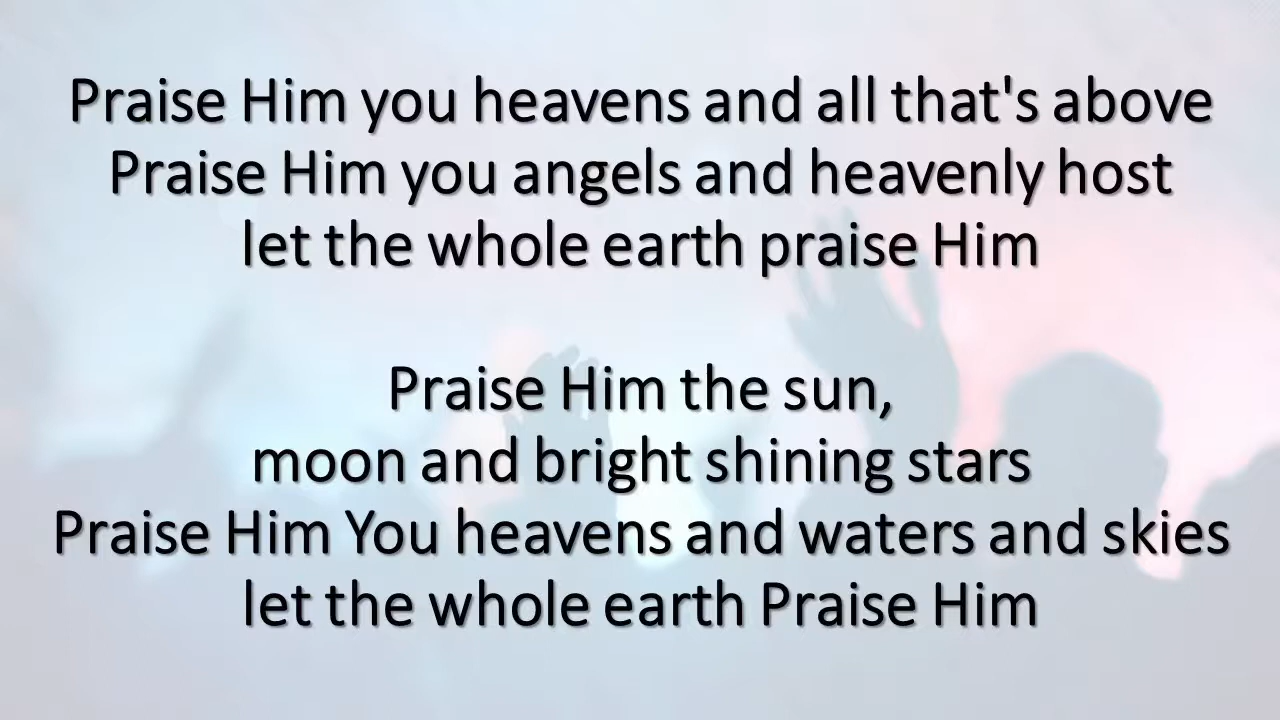 Praise Him you heavens and all that's above
Praise Him you angels and heavenly host
let the whole earth praise Him
Praise Him the sun,
moon and bright shining stars
Praise Him You heavens and waters and skies
let the whole earth Praise Him